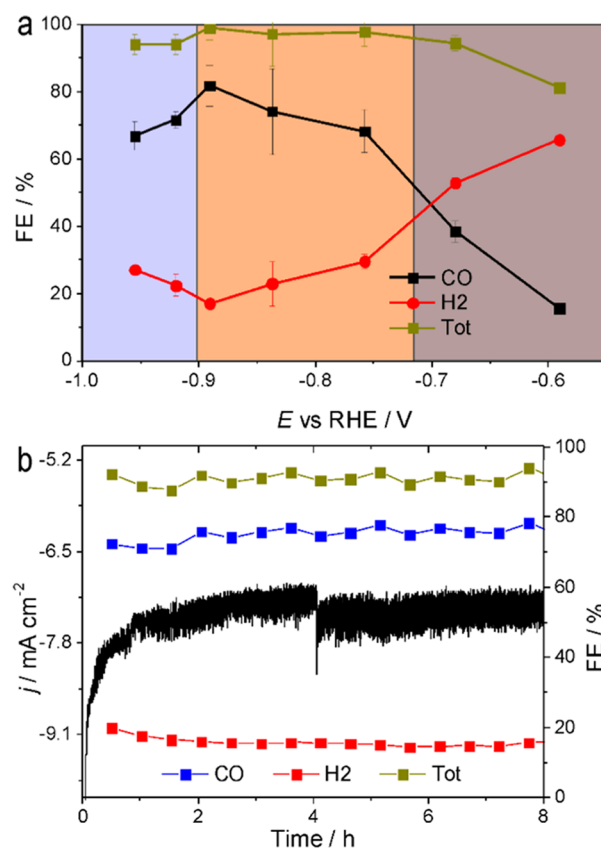 a
100
80
60
40
20
0
FE / %
CO
H2
Tot
-1.0 -0.9 -0.8 -0.7 -0.6
E vs RHE / V
b
-5.2
-6.5
-7.8
-9.1
j / mA cm⁻²
100
80
60
40
20
0
FE / %
CO H2 Tot
0 2 4 6 8
Time / h